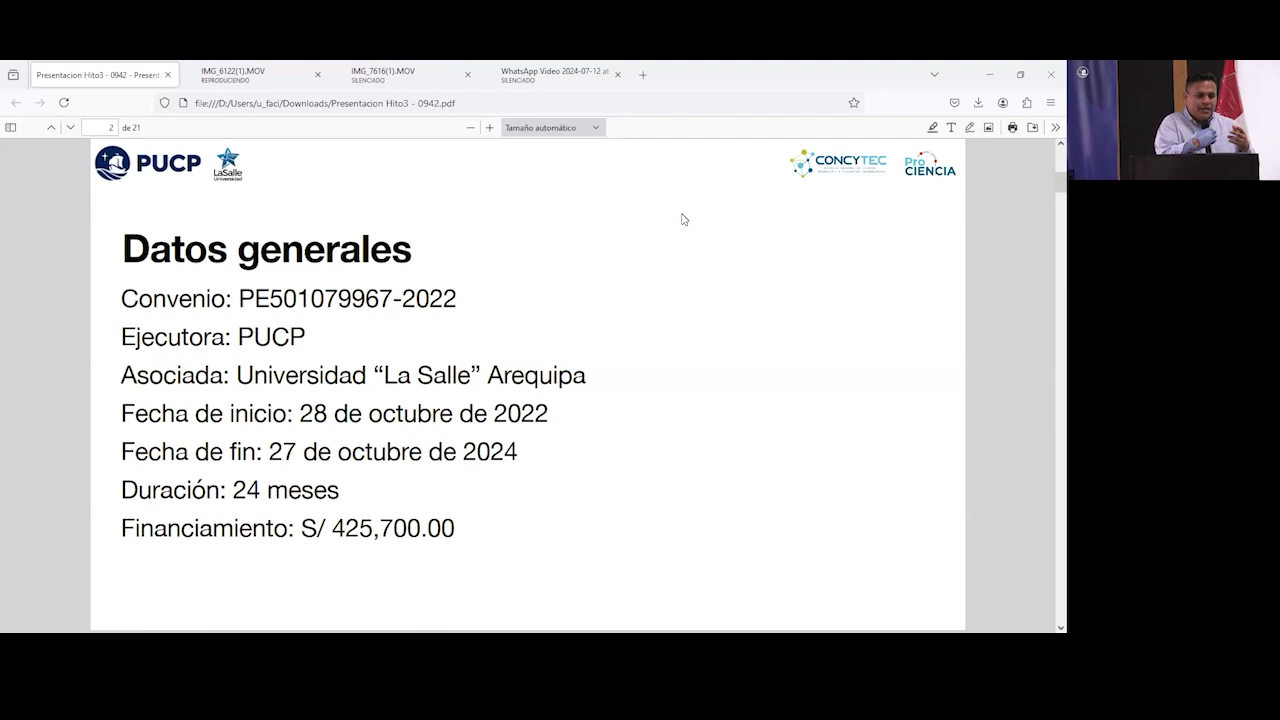 Presentacion Hito3 - 0942 - Present
IMG_6122(1).MOV
REPRODUCIENDO
IMG_7616(1).MOV
SILENCIADO
WhatsApp Video 2024-07-12 at
SILENCIADO
file:///D:/Users/u_faci/Downloads/Presentacion Hito3 - 0942.pdf
2 de 21
Tamaño automático
PUCP
LaSalle
Universidad
CONCYTEC
Pro
CIENCIA
Datos generales
Convenio: PE501079967-2022
Ejecutora: PUCP
Asociada: Universidad “La Salle” Arequipa
Fecha de inicio: 28 de octubre de 2022
Fecha de fin: 27 de octubre de 2024
Duración: 24 meses
Financiamiento: S/ 425,700.00